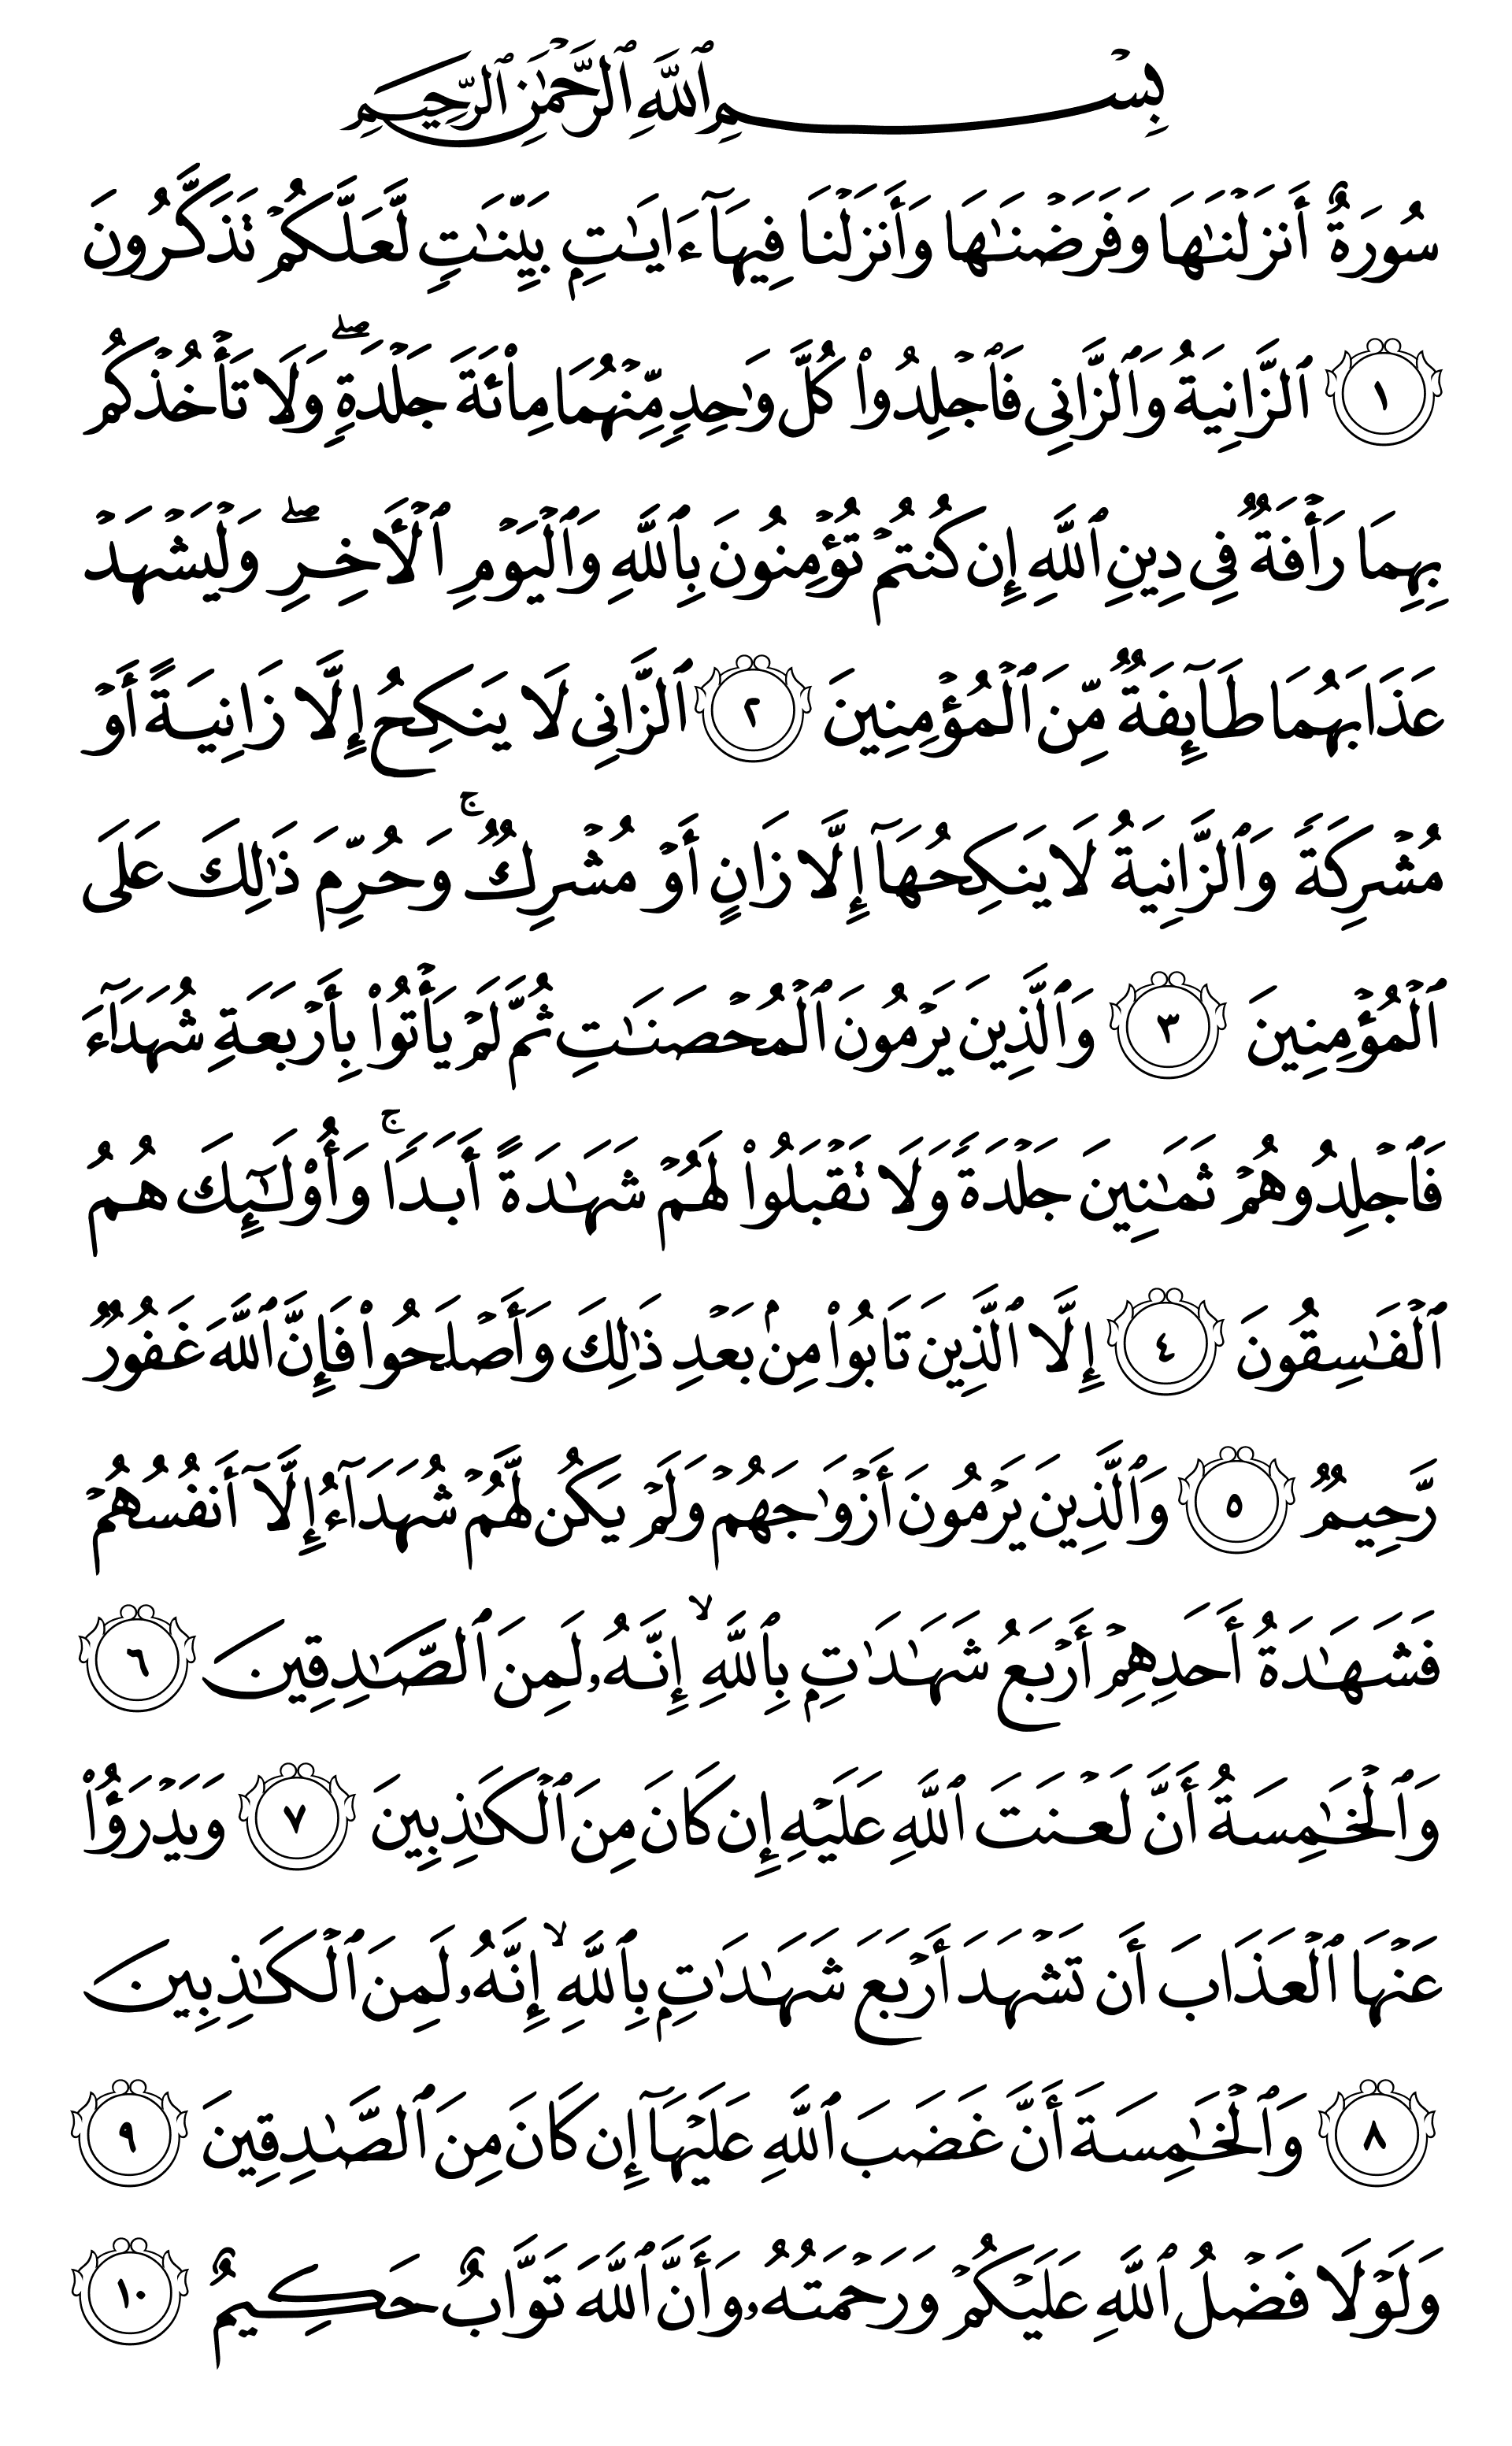 بِسْمِ ٱللَّهِ ٱلرَّحْمَٰنِ ٱلرَّحِيمِ
سُورَةٌ أَنزَلْنَٰهَا وَفَرَضْنَٰهَا وَأَنزَلْنَا فِيهَآ ءَايَٰتٍۭ بَيِّنَٰتٍ لَّعَلَّكُمْ تَذَكَّرُونَ
١ ٱلزَّانِيَةُ وَٱلزَّانِى فَٱجْلِدُوا۟ كُلَّ وَٰحِدٍ مِّنْهُمَا مِا۟ئَةَ جَلْدَةٍ ۖ وَلَا تَأْخُذْكُم
بِهِمَا رَأْفَةٌ فِى دِينِ ٱللَّهِ إِن كُنتُمْ تُؤْمِنُونَ بِٱللَّهِ وَٱلْيَوْمِ ٱلْءَاخِرِ ۖ وَلْيَشْهَدْ
عَذَابَهُمَا طَآئِفَةٌ مِّنَ ٱلْمُؤْمِنِينَ ٢ ٱلزَّانِى لَا يَنكِحُ إِلَّا زَانِيَةً أَوْ
مُشْرِكَةً وَٱلزَّانِيَةُ لَا يَنكِحُهَآ إِلَّا زَانٍ أَوْ مُشْرِكٌ ۚ وَحُرِّمَ ذَٰلِكَ عَلَى
ٱلْمُؤْمِنِينَ ٣ وَٱلَّذِينَ يَرْمُونَ ٱلْمُحْصَنَٰتِ ثُمَّ لَمْ يَأْتُوا۟ بِأَرْبَعَةِ شُهَدَآءَ
فَٱجْلِدُوهُمْ ثَمَٰنِينَ جَلْدَةً وَلَا تَقْبَلُوا۟ لَهُمْ شَهَٰدَةً أَبَدًا ۚ وَأُو۟لَٰٓئِكَ هُمُ
ٱلْفَٰسِقُونَ ٤ إِلَّا ٱلَّذِينَ تَابُوا۟ مِنۢ بَعْدِ ذَٰلِكَ وَأَصْلَحُوا۟ فَإِنَّ ٱللَّهَ غَفُورٌ
رَّحِيمٌ ٥ وَٱلَّذِينَ يَرْمُونَ أَزْوَٰجَهُمْ وَلَمْ يَكُن لَّهُمْ شُهَدَآءُ إِلَّآ أَنفُسُهُمْ
فَشَهَٰدَةُ أَحَدِهِمْ أَرْبَعُ شَهَٰدَٰتٍۭ بِٱللَّهِ ۙ إِنَّهُۥ لَمِنَ ٱلصَّٰدِقِينَ ٦
وَٱلْخَٰمِسَةُ أَنَّ لَعْنَتَ ٱللَّهِ عَلَيْهِ إِن كَانَ مِنَ ٱلْكَٰذِبِينَ ٧ وَيَدْرَؤُا۟
عَنْهَا ٱلْعَذَابَ أَن تَشْهَدَ أَرْبَعَ شَهَٰدَٰتٍۭ بِٱللَّهِ ۙ إِنَّهُۥ لَمِنَ ٱلْكَٰذِبِينَ
٨ وَٱلْخَٰمِسَةَ أَنَّ غَضَبَ ٱللَّهِ عَلَيْهَآ إِن كَانَ مِنَ ٱلصَّٰدِقِينَ ٩
وَلَوْلَا فَضْلُ ٱللَّهِ عَلَيْكُمْ وَرَحْمَتُهُۥ وَأَنَّ ٱللَّهَ تَوَّابٌ حَكِيمٌ ١٠